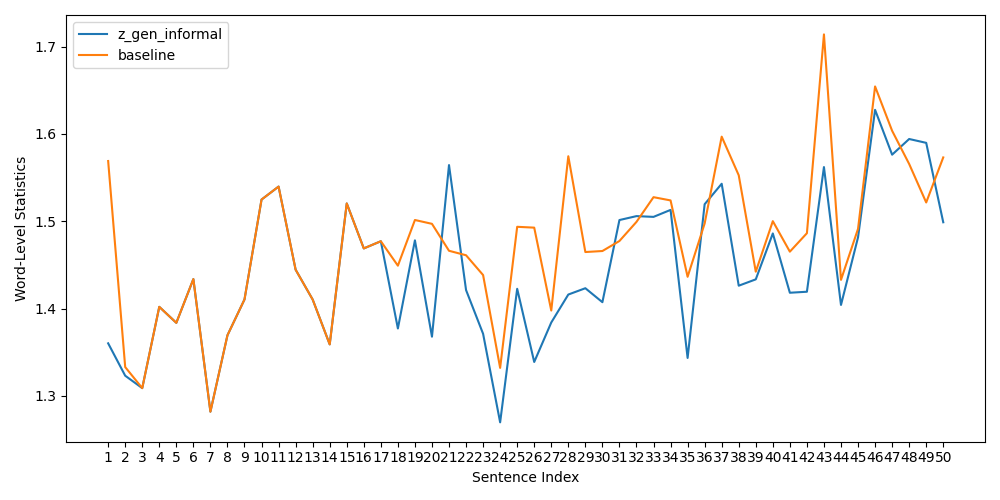 z_gen_informal
baseline
1.7
1.6
1.5
1.4
1.3
Word-Level Statistics
1 2 3 4 5 6 7 8 9 10 11 12 13 14 15 16 17 18 19 20 21 22 23 24 25 26 27 28 29 30 31 32 33 34 35 36 37 38 39 40 41 42 43 44 45 46 47 48 49 50
Sentence Index